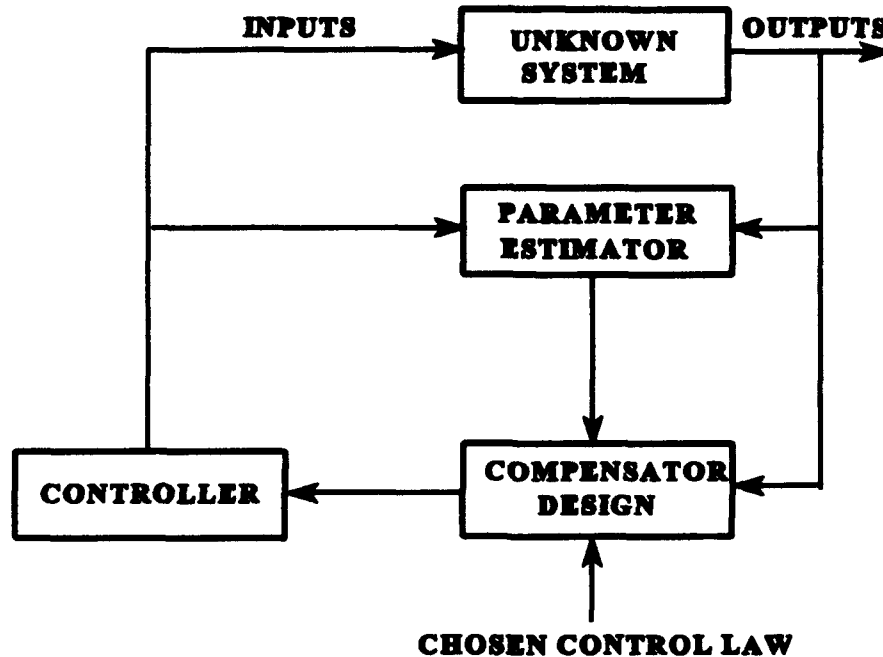 INPUTS
UNKNOWN
SYSTEM
OUTPUTS
PARAMETER
ESTIMATOR
CONTROLLER
COMPENSATOR
DESIGN
CHOSEN CONTROL LAW